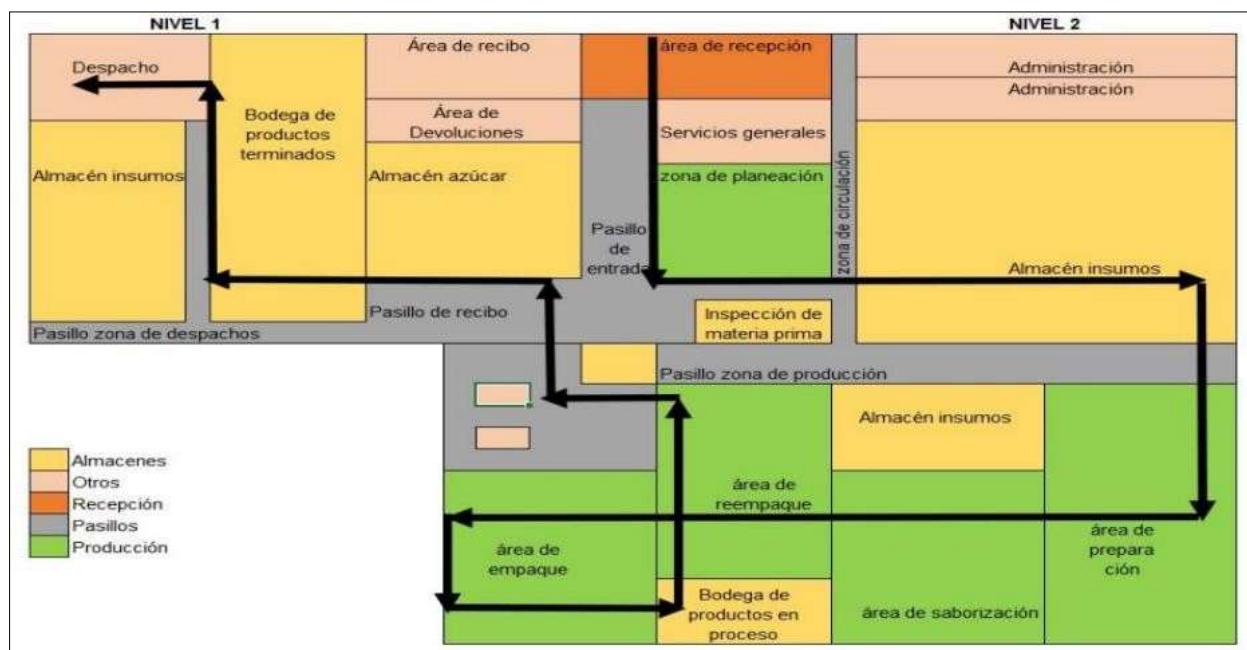 NIVEL 1
NIVEL 2
Despacho
Bodega de
productos
terminados
Área de recibo
Área de
Devoluciones
área de recepción
Servicios generales
zona de planeación
zona de circulación
Administración
Administración
Almacén insumos
Almacén azúcar
Pasillo
de
entrada
Almacén insumos
Pasillo de recibo
Inspección de
materia prima
Pasillo zona de despachos
Pasillo zona de producción
Almacén insumos
Almacenes
Otros
Recepción
Pasillos
Producción
área de
reempaque
área de
empaque
área de
prepara
ción
Bodega de
productos en
proceso
área de saborización